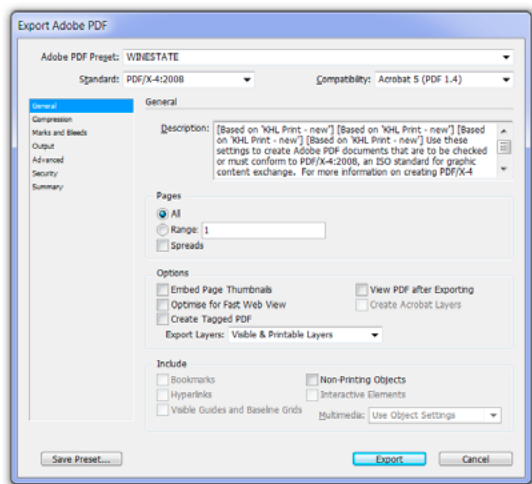 Export Adobe PDF
Adobe PDF Preset: WINESTATE
Standard: PDF/X-4:2008 Compatibility: Acrobat 5 (PDF 1.4)
General
Compression
Marks and Bleeds
Output
Advanced
Security
Summary
General
Description: [Based on 'KHL Print - new'] [Based on 'KHL Print - new'] [Based
on 'KHL Print - new'] [Based on 'KHL Print - new'] Use these
settings to create Adobe PDF documents that are to be checked
or must conform to PDF/X-4:2008, an ISO standard for graphic
content exchange. For more information on creating PDF/X-4
Pages
All
Range: 1
Spreads
Options
Embed Page Thumbnails View PDF after Exporting
Optimise for Fast Web View Create Acrobat Layers
Create Tagged PDF
Export Layers: Visible & Printable Layers
Include
Bookmarks Non-Printing Objects
Hyperlinks Interactive Elements
Visible Guides and Baseline Grids Multimedia: Use Object Settings
Save Preset... Export Cancel